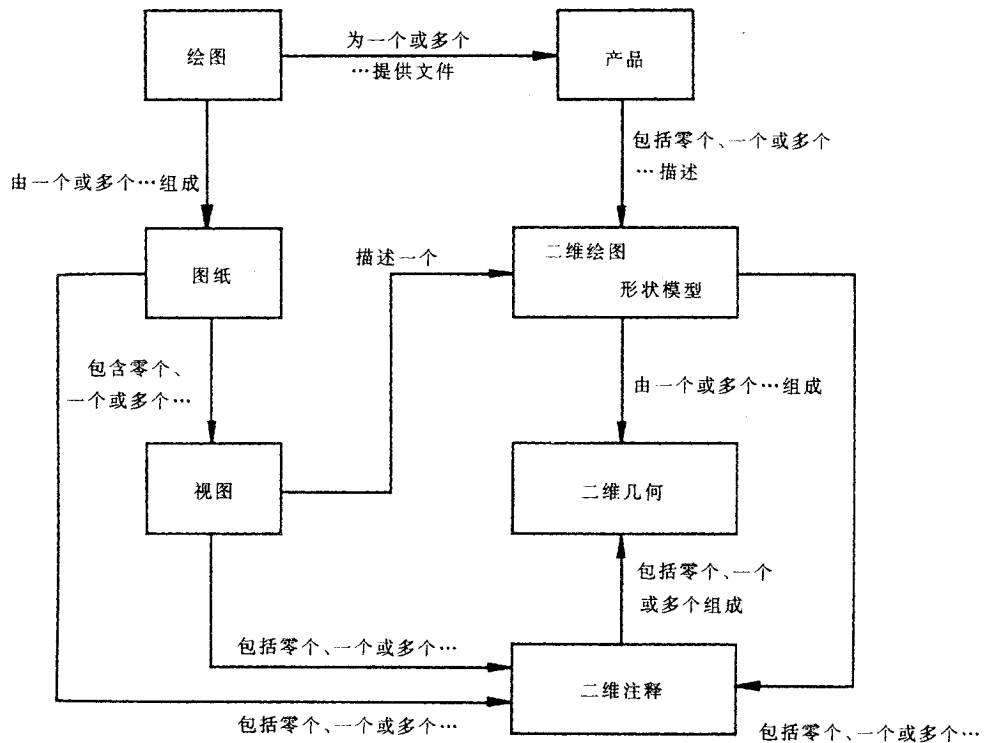 绘图
为一个或多个
…提供文件
产品
包括零个、一个或多个
…描述
由一个或多个…组成
图纸
描述一个
二维绘图
形状模型
包含零个、
一个或多个…
由一个或多个…组成
视图
二维几何
包括零个、一个
或多个组成
包括零个、一个或多个…
二维注释
包括零个、一个或多个…
包括零个、一个或多个…